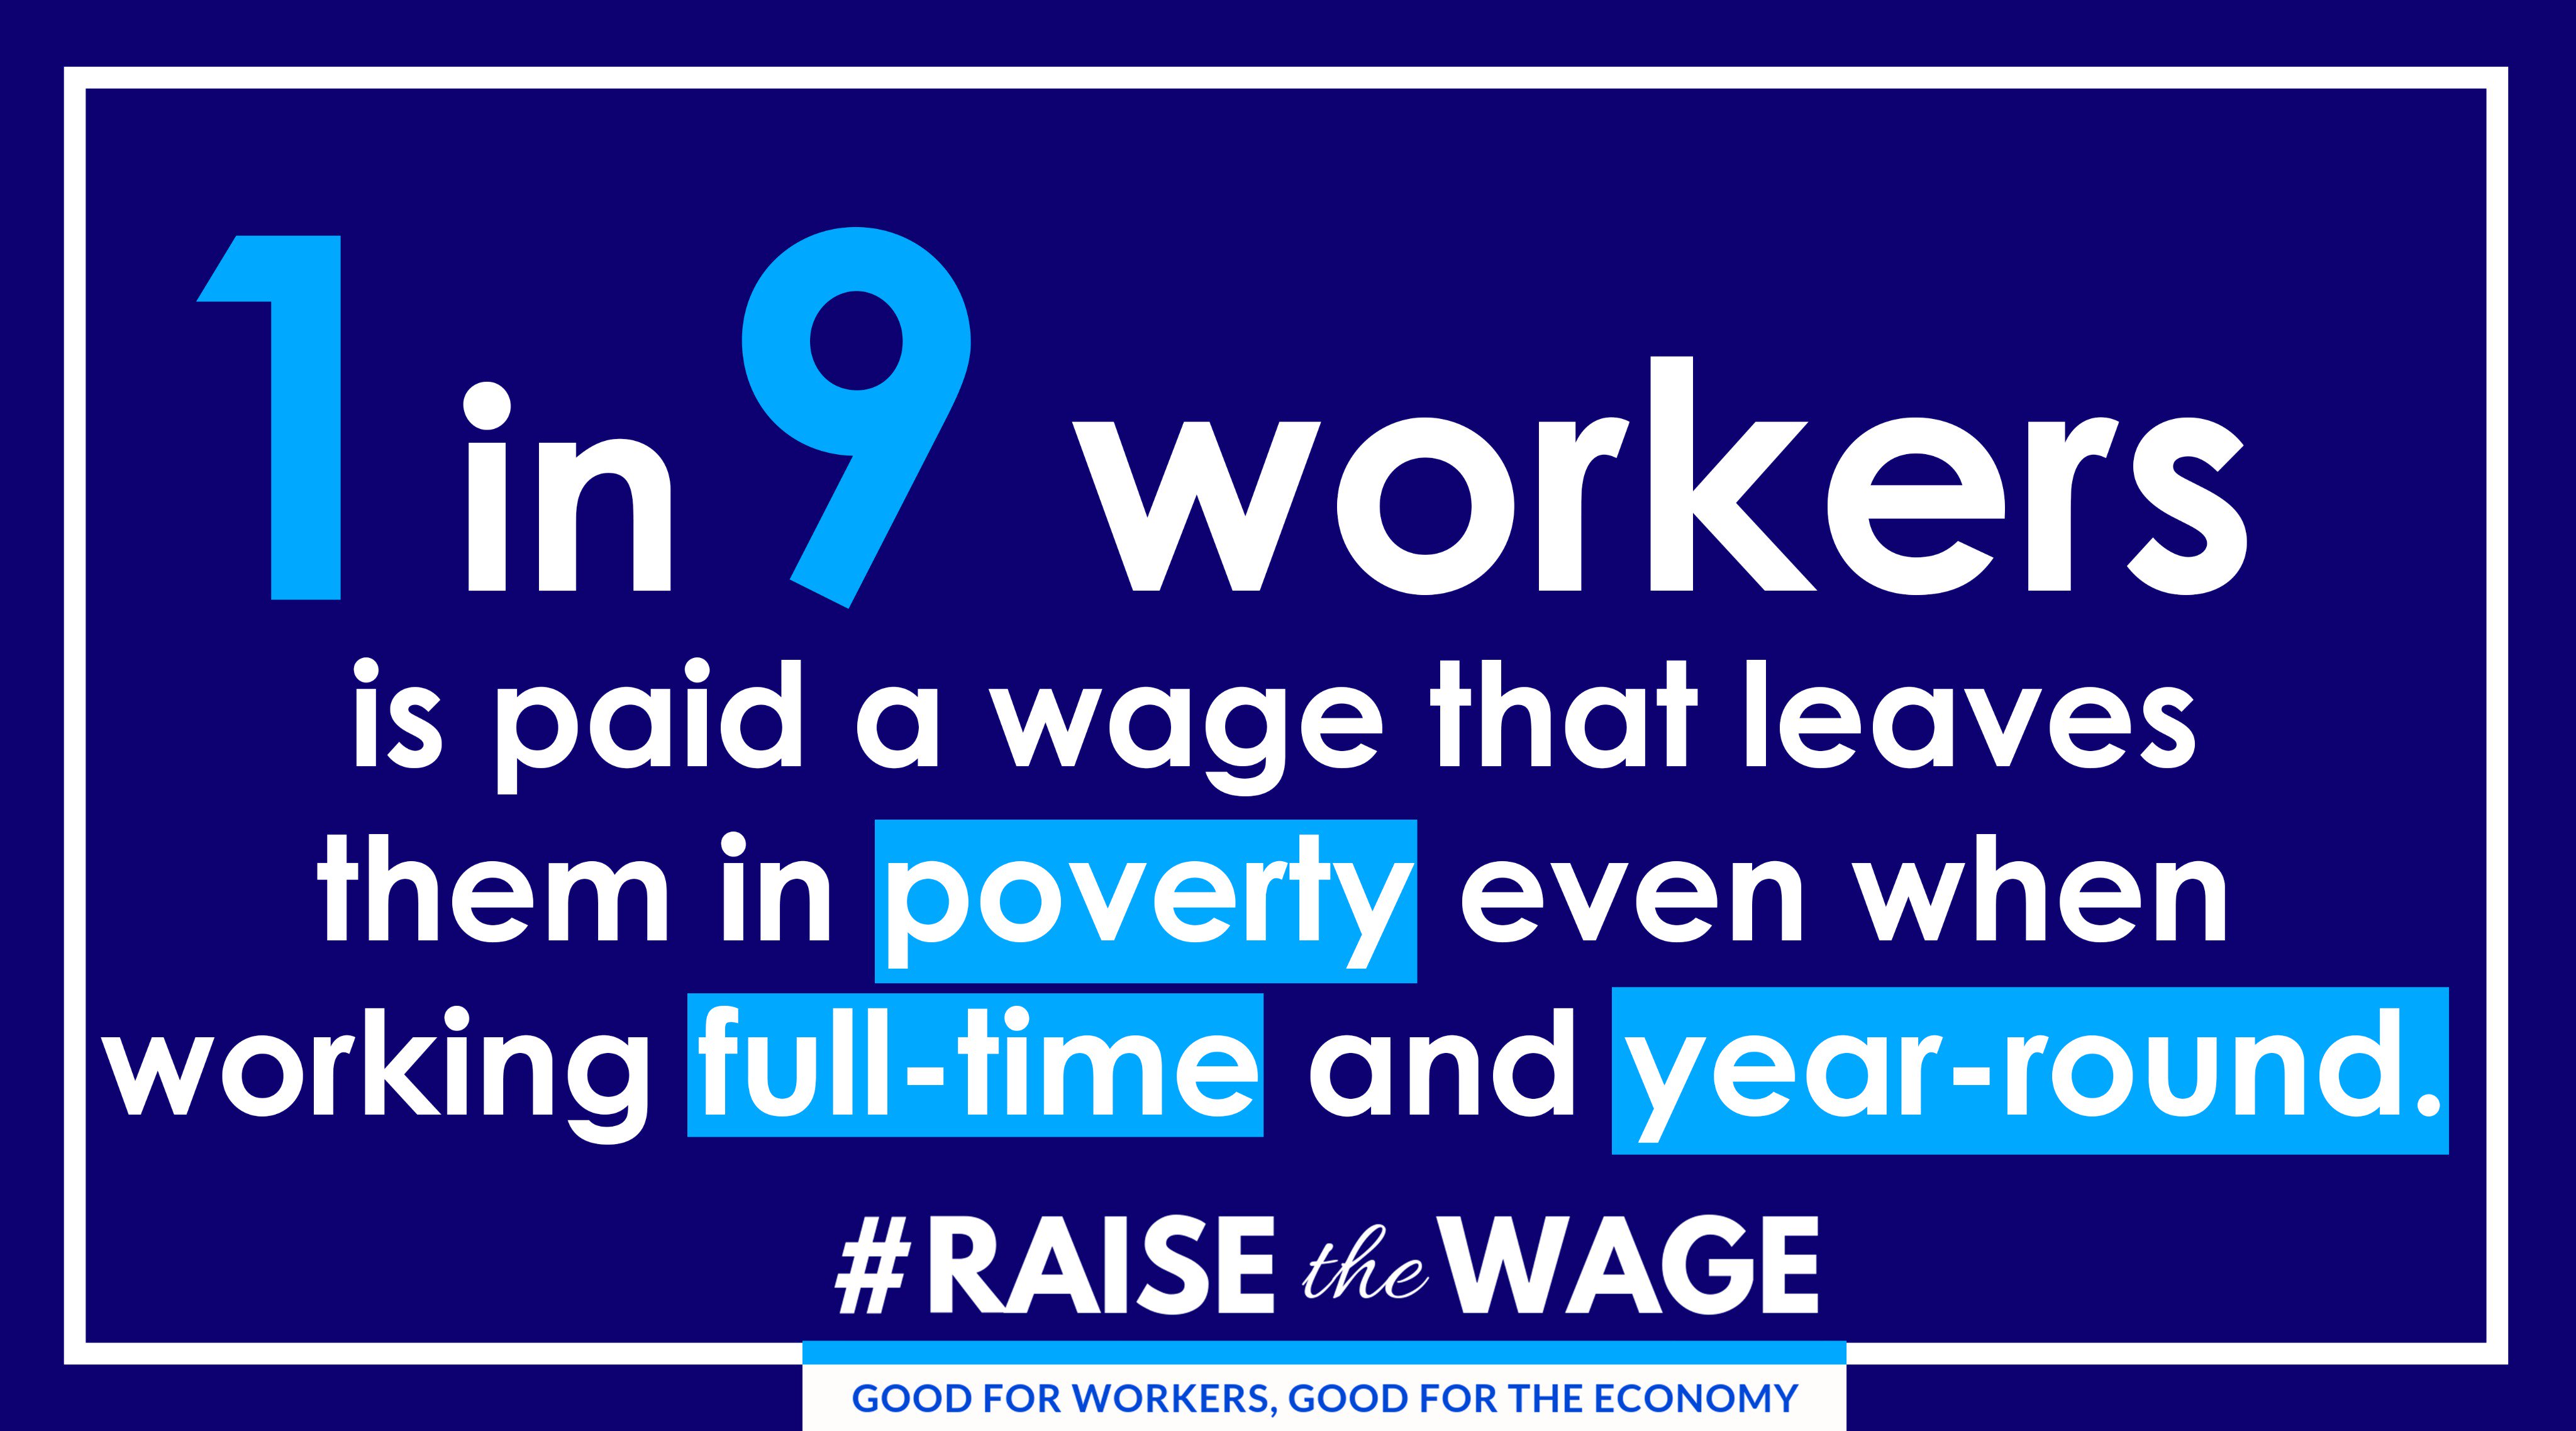 1 in 9 workers
is paid a wage that leaves
them in poverty even when
working full-time and year-round.
#RAISE the WAGE
GOOD FOR WORKERS, GOOD FOR THE ECONOMY